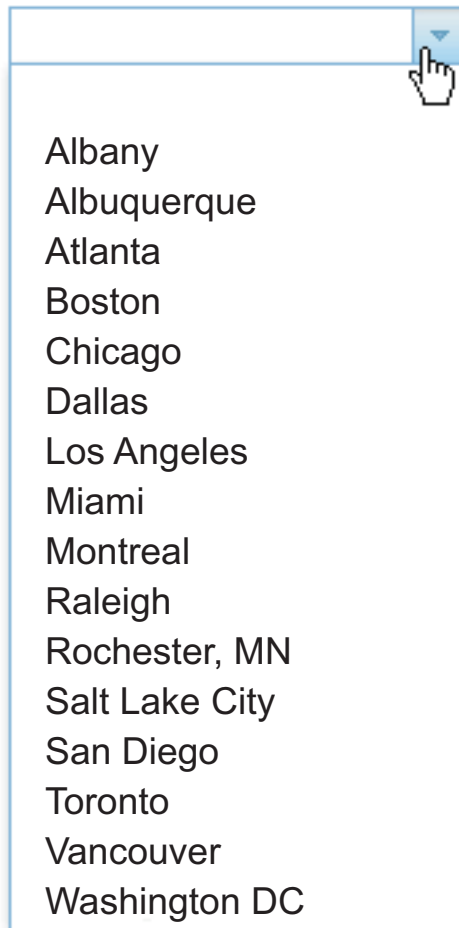 Albany
Albuquerque
Atlanta
Boston
Chicago
Dallas
Los Angeles
Miami
Montreal
Raleigh
Rochester, MN
Salt Lake City
San Diego
Toronto
Vancouver
Washington DC